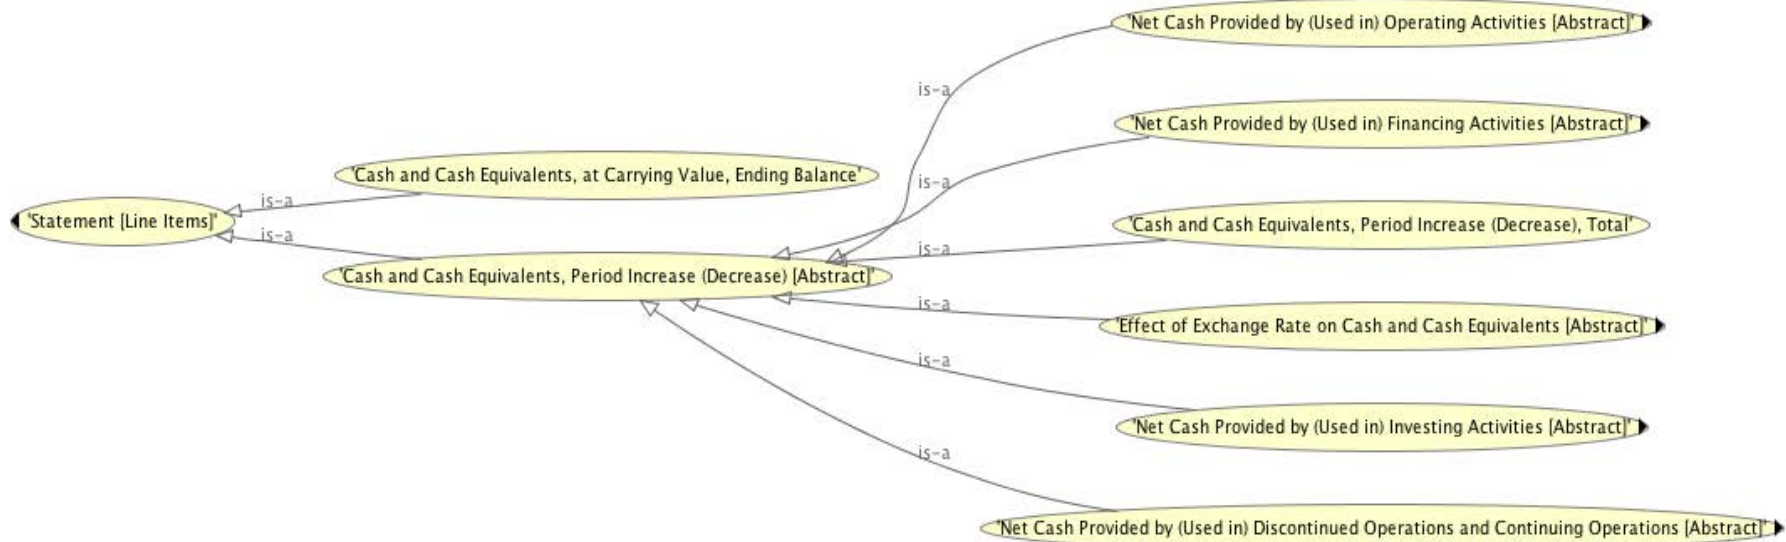 'Net Cash Provided by (Used in) Operating Activities [Abstract]'
is-a
'Net Cash Provided by (Used in) Financing Activities [Abstract]'
'Cash and Cash Equivalents, at Carrying Value, Ending Balance'
is-a
is-a
'Statement [Line Items]'
'Cash and Cash Equivalents, Period Increase (Decrease), Total'
is-a
is-a
'Cash and Cash Equivalents, Period Increase (Decrease) [Abstract]'
is-a
'Effect of Exchange Rate on Cash and Cash Equivalents [Abstract]'
is-a
'Net Cash Provided by (Used in) Investing Activities [Abstract]'
is-a
'Net Cash Provided by (Used in) Discontinued Operations and Continuing Operations [Abstract]'